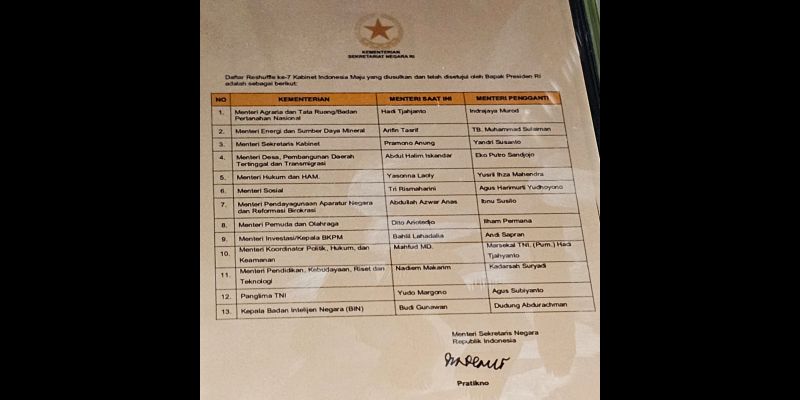 KEMENTERIAN
SEKRETARIAT NEGARA RI
Daftar Reshuffle ke-7 Kabinet Indonesia Maju yang diusulkan dan telah disetujui oleh Bapak Presiden RI
adalah sebagai berikut:
NO KEMENTERIAN MENTERI SAAT INI MENTERI PENGGANTI
1. Menteri Agraria dan Tata Ruang/Badan Hadi Tjahjanto Indrajaya Murod
Pertanahan Nasional
2. Menteri Energi dan Sumber Daya Mineral Arifin Tasrif TB. Muhammad Sulaiman
3. Menteri Sekretaris Kabinet Pramono Anung Yandri Susanto
4. Menteri Desa, Pembangunan Daerah Abdul Halim Iskandar Eko Putro Sandjojo
Tertinggal dan Transmigrasi
5. Menteri Hukum dan HAM. Yasonna Laoly Yusril Ihza Mahendra
6. Menteri Sosial Tri Rismaharini Agus Harimurti Yudhoyono
7. Menteri Pendayagunaan Aparatur Negara Abdullah Azwar Anas Ibnu Susilo
dan Reformasi Birokrasi
8. Menteri Pemuda dan Olahraga Dito Ariotedjo Ilham Permana
9. Menteri Investasi/Kepala BKPM Bahlil Lahadalia Andi Sapran
10. Menteri Koordinator Politik, Hukum, dan Mahfud MD. Marsekal TNI. (Purn.) Hadi
Keamanan Tjahyanto
11. Menteri Pendidikan, Kebudayaan, Riset dan Nadiem Makarim Kadarsah Suryadi
Teknologi
12. Panglima TNI Yudo Margono Agus Subiyanto
13. Kepala Badan Intelijen Negara (BIN) Budi Gunawan Dudung Abdurachman
Menteri Sekretaris Negara
Republik Indonesia
Pratikno